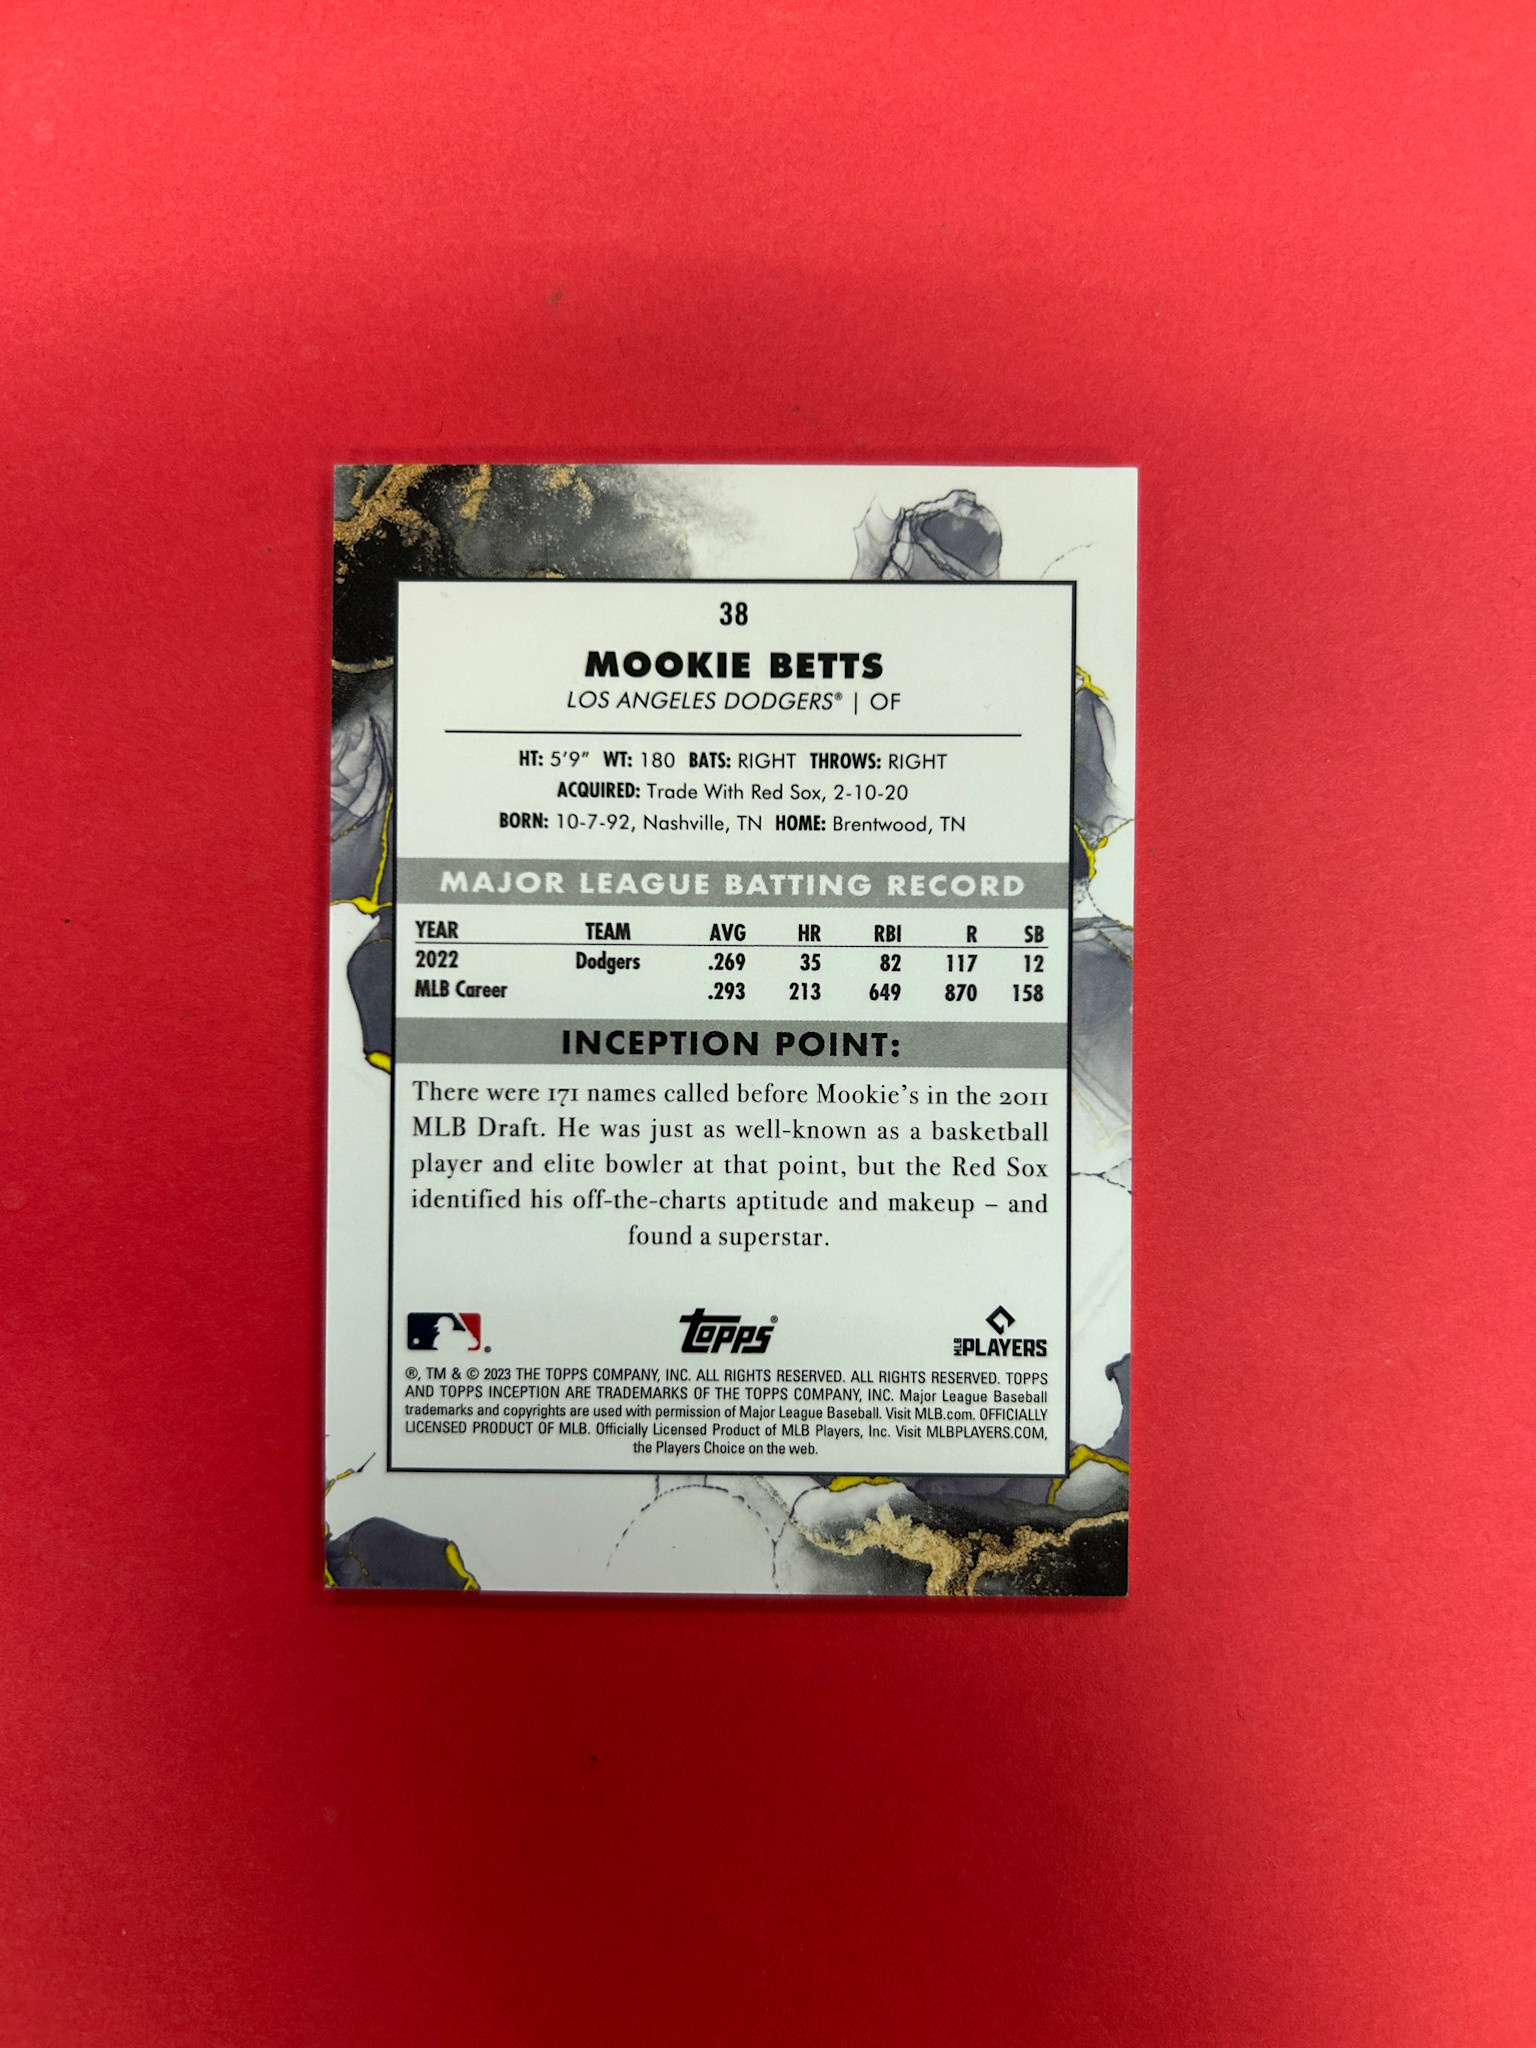 38
MOOKIE BETTS
LOS ANGELES DODGERS® | OF
HT: 5'9" WT: 180 BATS: RIGHT THROWS: RIGHT
ACQUIRED: Trade With Red Sox, 2-10-20
BORN: 10-7-92, Nashville, TN HOME: Brentwood, TN
MAJOR LEAGUE BATTING RECORD
YEAR TEAM AVG HR RBI R SB
2022 Dodgers .269 35 82 117 12
MLB Career .293 213 649 870 158
INCEPTION POINT:
There were 171 names called before Mookie's in the 2011
MLB Draft. He was just as well-known as a basketball
player and elite bowler at that point, but the Red Sox
identified his off-the-charts aptitude and makeup – and
found a superstar.
® topps® MLB PLAYERS
®, TM & © 2023 THE TOPPS COMPANY, INC. ALL RIGHTS RESERVED. ALL RIGHTS RESERVED. TOPPS
AND TOPPS INCEPTION ARE TRADEMARKS OF THE TOPPS COMPANY, INC. Major League Baseball
trademarks and copyrights are used with permission of Major League Baseball. Visit MLB.com. OFFICIALLY
LICENSED PRODUCT OF MLB. Officially Licensed Product of MLB Players, Inc. Visit MLBPLAYERS.COM,
the Players Choice on the web.